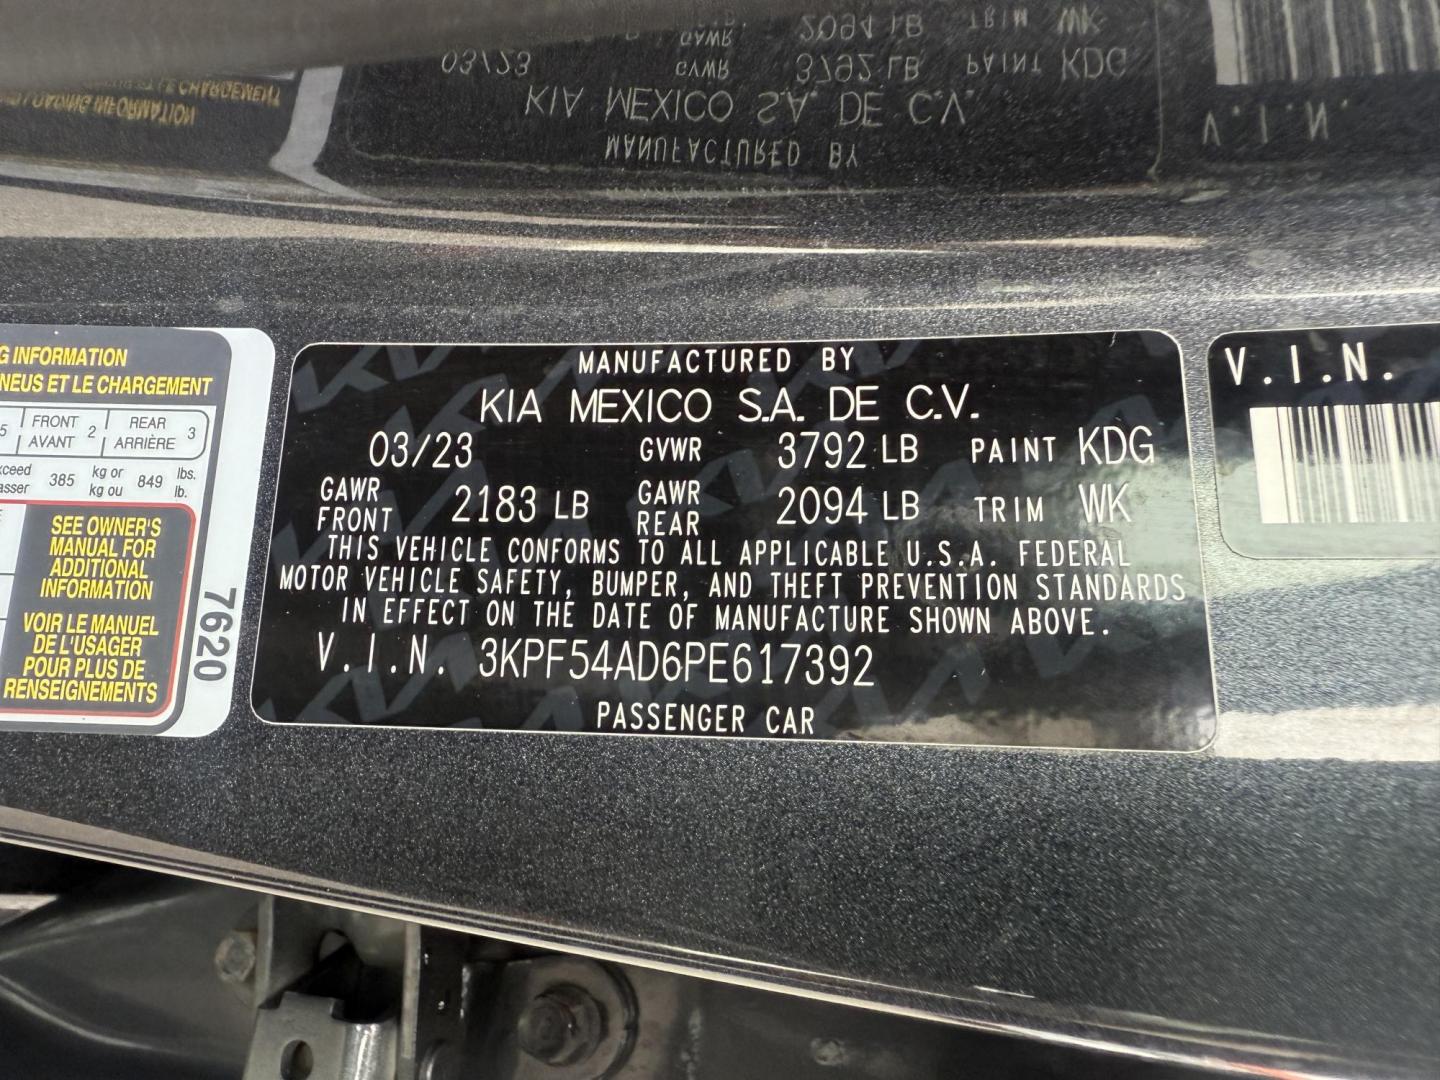 MANUFACTURED BY
KIA MEXICO S.A. DE C.V.
03/23 GVWR 3792 LB PAINT KDG
GAWR FRONT 2183 LB GAWR REAR 2094 LB TRIM WK
THIS VEHICLE CONFORMS TO ALL APPLICABLE U.S.A. FEDERAL
MOTOR VEHICLE SAFETY, BUMPER, AND THEFT PREVENTION STANDARDS
IN EFFECT ON THE DATE OF MANUFACTURE SHOWN ABOVE.
V.I.N. 3KPF54AD6PE617392
PASSENGER CAR
V.I.N.
G INFORMATION
NEUS ET LE CHARGEMENT
5 FRONT AVANT 2 REAR ARRIÈRE 3
385 kg or kg ou 849 lbs. lb.
SEE OWNER'S
MANUAL FOR
ADDITIONAL
INFORMATION
VOIR LE MANUEL
DE L'USAGER
POUR PLUS DE
RENSEIGNEMENTS
7620